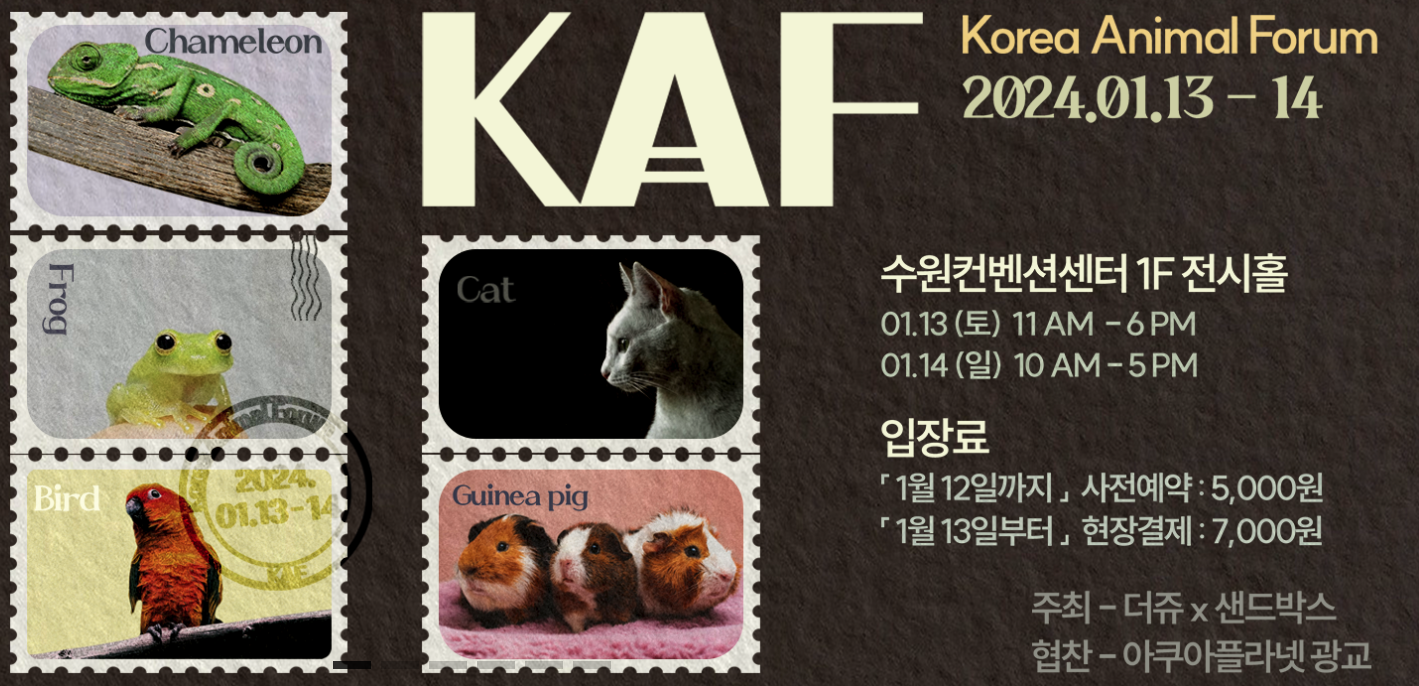 Chameleon
KAF
Korea Animal Forum
2024.01.13 – 14
Frog
Cat
수원컨벤션센터 1F 전시홀
01.13 (토) 11 AM – 6 PM
01.14 (일) 10 AM – 5 PM
입장료
「1월 12일까지」 사전예약 : 5,000원
「1월 13일부터」 현장결제 : 7,000원
Bird
2024.
01.13-14
Guinea pig
주최 – 더쥬 x 샌드박스
협찬 – 아쿠아플라넷 광교